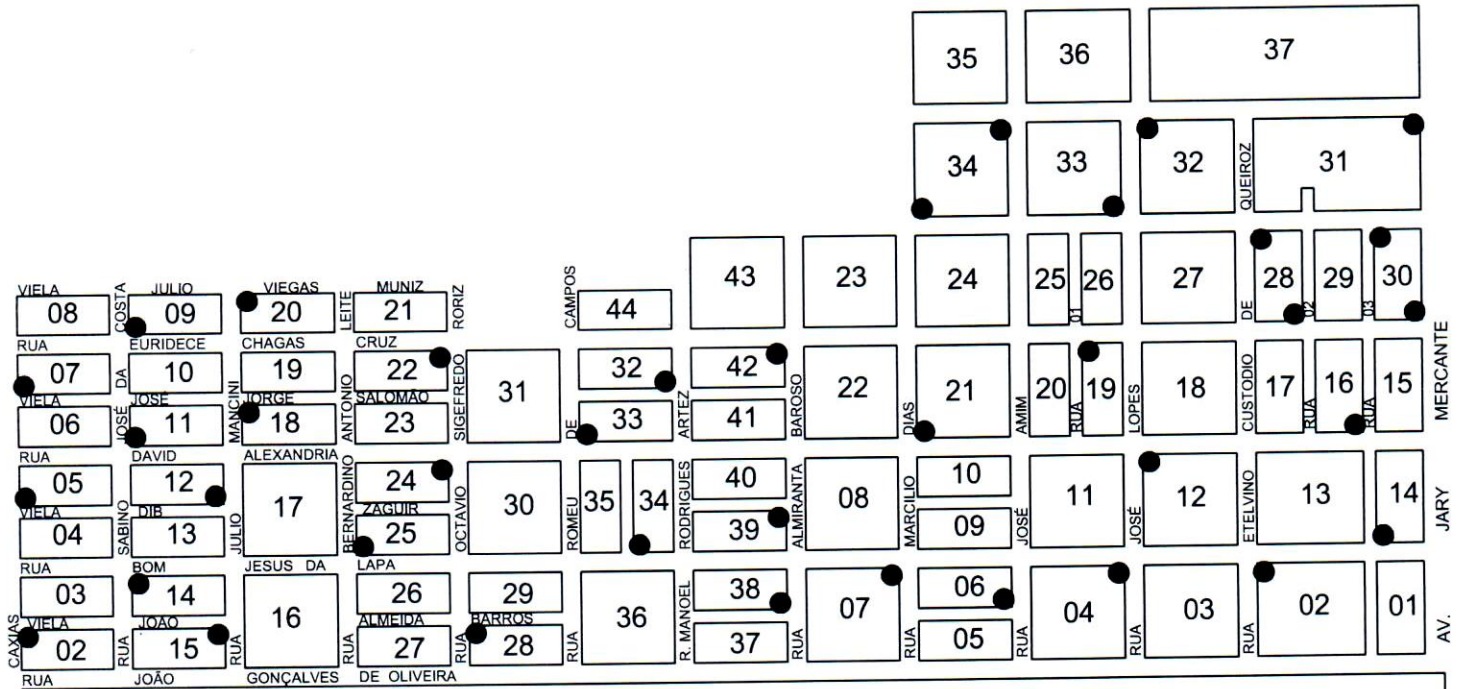 35 36 37
34 33 32 QUEIROZ 31
43 23 24 25 26 27 28 29 30
VIELA JULIO VIEGAS MUNIZ
08 COSTA 09 20 LEITE 21 RORIZ CAMPOS 44 01 DE 02 03
RUA EURIDECE CHAGAS CRUZ
07 DA 10 19 22 SIGEFREDO 31 32 ARTEZ 42 BAROSO 22 DIAS 21 AMIM 20 RUA 19 LOPES 18 CUSTODIO 17 RUA 16 RUA 15 MERCANTE
VIELA JOSÉ JORGE SALOMÃO
06 JOSÉ 11 MANCINI 18 ANTONIO 23 DE 33 41
RUA DAVID ALEXANDRIA
05 12 17 BERNARDINO 24 OCTAVIO 30 ROMEU 35 34 RODRIGUES 40 ALMIRANTA 08 MARCILIO 10 JOSÉ 11 JOSÉ 12 ETELVINO 13 14 JARY
VIELA DIB ZAGUIR
04 SABINO 13 JULIO 25 39 09
RUA BOM JESUS DA LAPA
03 14 16 26 29 36 R. MANOEL 38 07 06 04 03 02 01 AV.
VIELA JOÃO ALMEIDA BARROS
CAXIAS 02 RUA 15 RUA RUA 27 RUA 28 RUA 37 RUA RUA 05 RUA RUA RUA
RUA JOÃO GONÇALVES DE OLIVEIRA